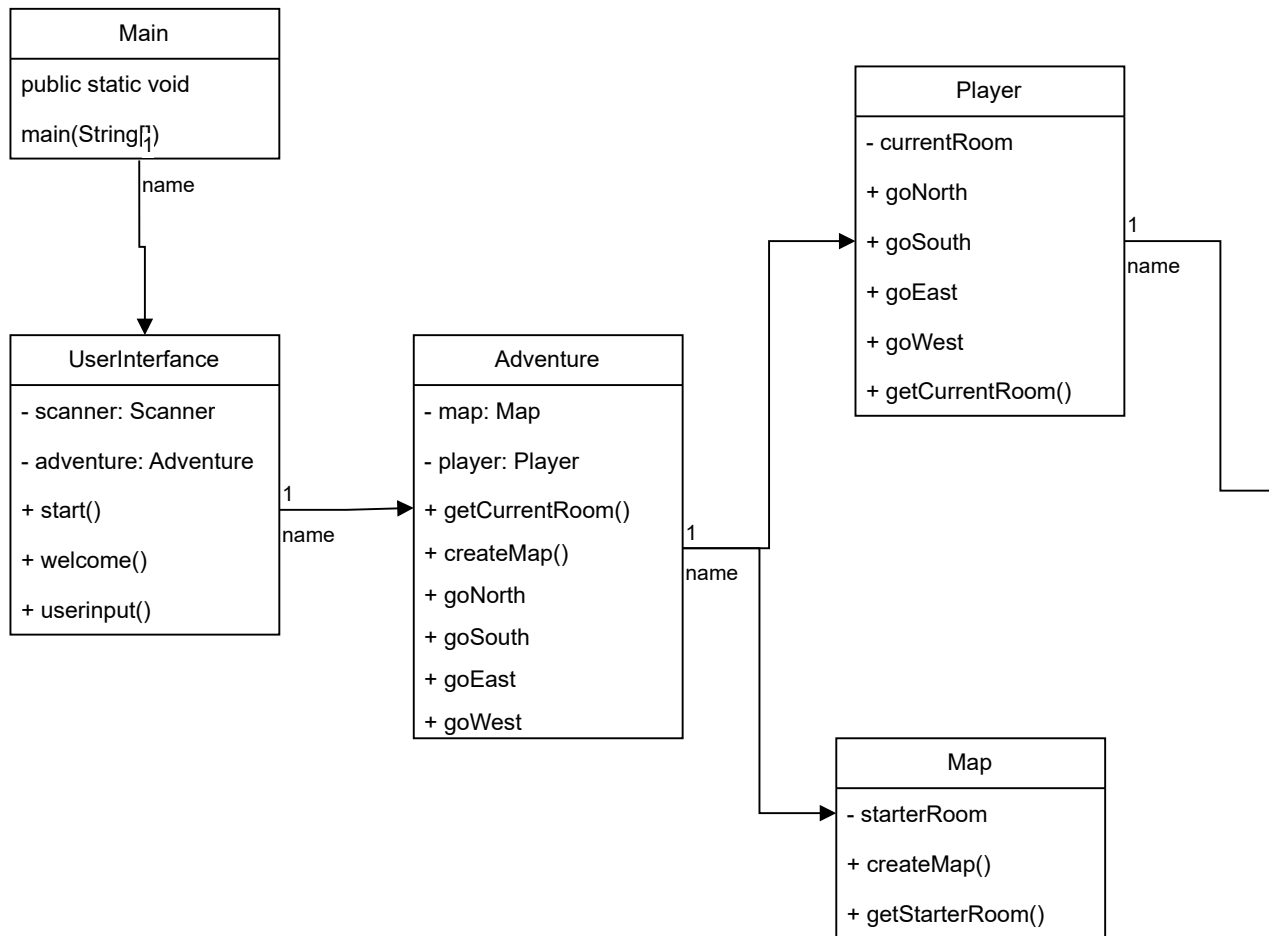 Main
public static void
main(String[])
1
name
UserInterfance
- scanner: Scanner
- adventure: Adventure
+ start()
+ welcome()
+ userinput()
1
name
Adventure
- map: Map
- player: Player
+ getCurrentRoom()
+ createMap()
+ goNorth
+ goSouth
+ goEast
+ goWest
1
name
Player
- currentRoom
+ goNorth
+ goSouth
+ goEast
+ goWest
+ getCurrentRoom()
1
name
Map
- starterRoom
+ createMap()
+ getStarterRoom()